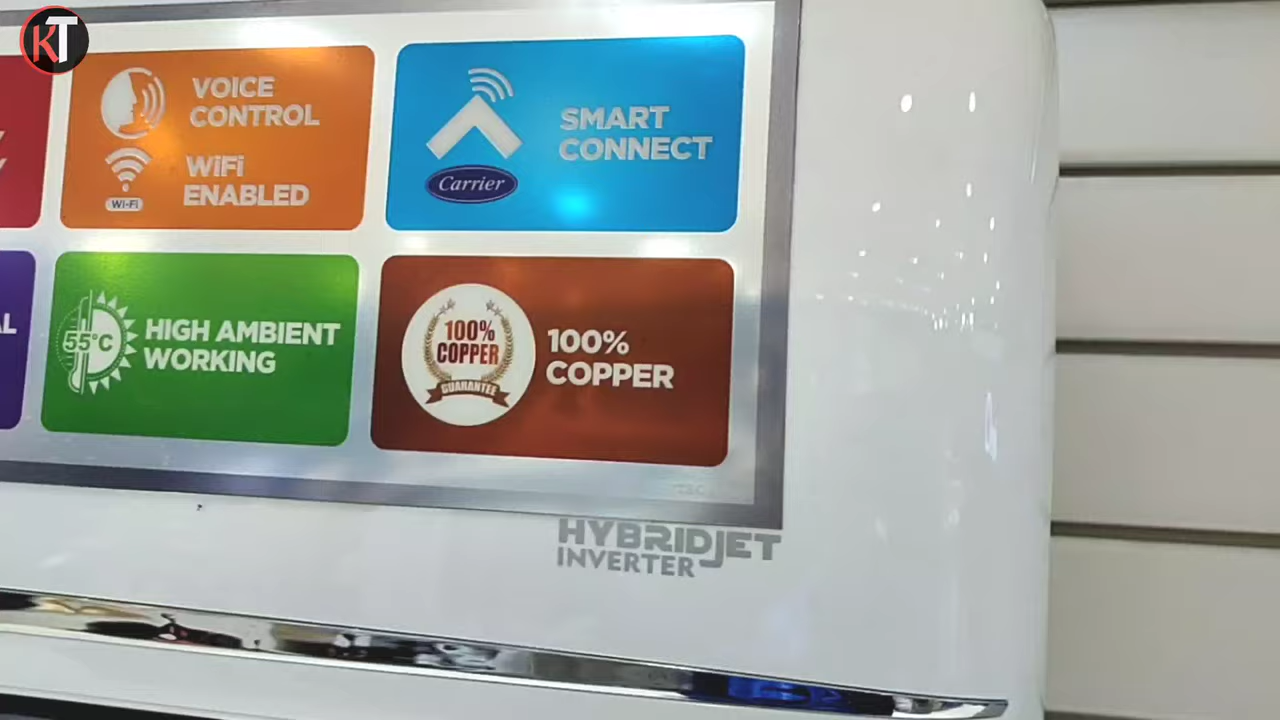 KT
VOICE
CONTROL
WiFi
ENABLED
Wi-Fi
SMART
CONNECT
Carrier
55°C
HIGH AMBIENT
WORKING
100%
COPPER
GUARANTEE
100%
COPPER
HYBRIDJET
INVERTER